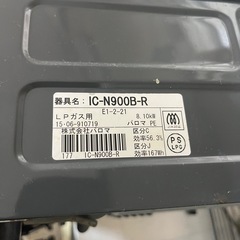 器具名: IC-N900B-R
E1-2-21
LPガス用 8.10kW
15·06-910719 パロマ PE
株式会社パロマ 区分C
効率56.3%
区分J
177 IC-N900B-R 効率167Wh
PS
LPG